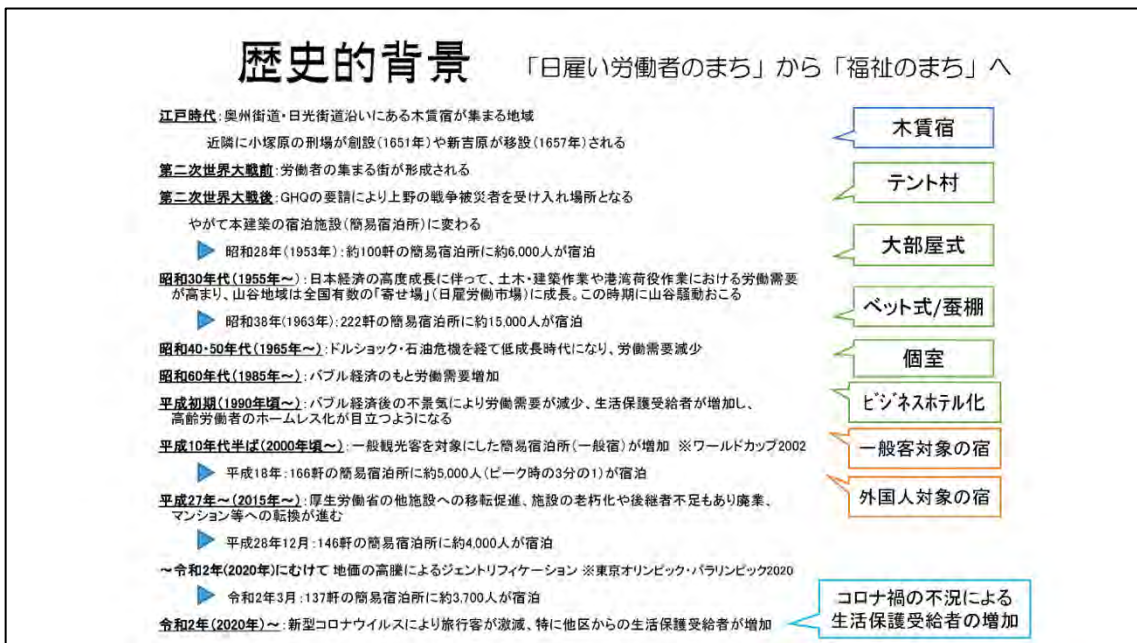 歴史的背景 「日雇い労働者のまち」から「福祉のまち」へ
江戸時代：奥州街道・日光街道沿いにある木賃宿が集まる地域
近隣に小塚原の刑場が創設（1651年）や新吉原が移設（1657年）される
木賃宿
第二次世界大戦前：労働者の集まる街が形成される
第二次世界大戦後：GHQの要請により上野の戦争被災者を受け入れ場所となる
テント村
やがて本建築の宿泊施設（簡易宿泊所）に変わる
昭和28年（1953年）：約100軒の簡易宿泊所に約6,000人が宿泊
大部屋式
昭和30年代（1955年～）：日本経済の高度成長に伴って、土木・建築作業や港湾荷役作業における労働需要
が高まり、山谷地域は全国有数の「寄せ場」（日雇労働市場）に成長。この時期に山谷騒動おこる
昭和38年（1963年）：222軒の簡易宿泊所に約15,000人が宿泊
ベット式/蚕棚
昭和40・50年代（1965年～）：ドルショック・石油危機を経て低成長時代になり、労働需要減少
個室
昭和60年代（1985年～）：バブル経済のもと労働需要増加
平成初期（1990年頃～）：バブル経済後の不景気により労働需要が減少、生活保護受給者が増加し、
高齢労働者のホームレス化が目立つようになる
ビジネスホテル化
平成10年代半ば（2000年頃～）：一般観光客を対象にした簡易宿泊所（一般宿）が増加 ※ワールドカップ2002
一般客対象の宿
平成18年：166軒の簡易宿泊所に約5,000人（ピーク時の3分の1）が宿泊
外国人対象の宿
平成27年～（2015年～）：厚生労働省の他施設への移転促進、施設の老朽化や後継者不足もあり廃業、
マンション等への転換が進む
平成28年12月：146軒の簡易宿泊所に約4,000人が宿泊
～令和2年（2020年）にむけて 地価の高騰によるジェントリフィケーション ※東京オリンピック・パラリンピック2020
令和2年3月：137軒の簡易宿泊所に約3,700人が宿泊
令和2年（2020年）～：新型コロナウイルスにより旅行客が激減、特に他区からの生活保護受給者が増加
コロナ禍の不況による
生活保護受給者の増加